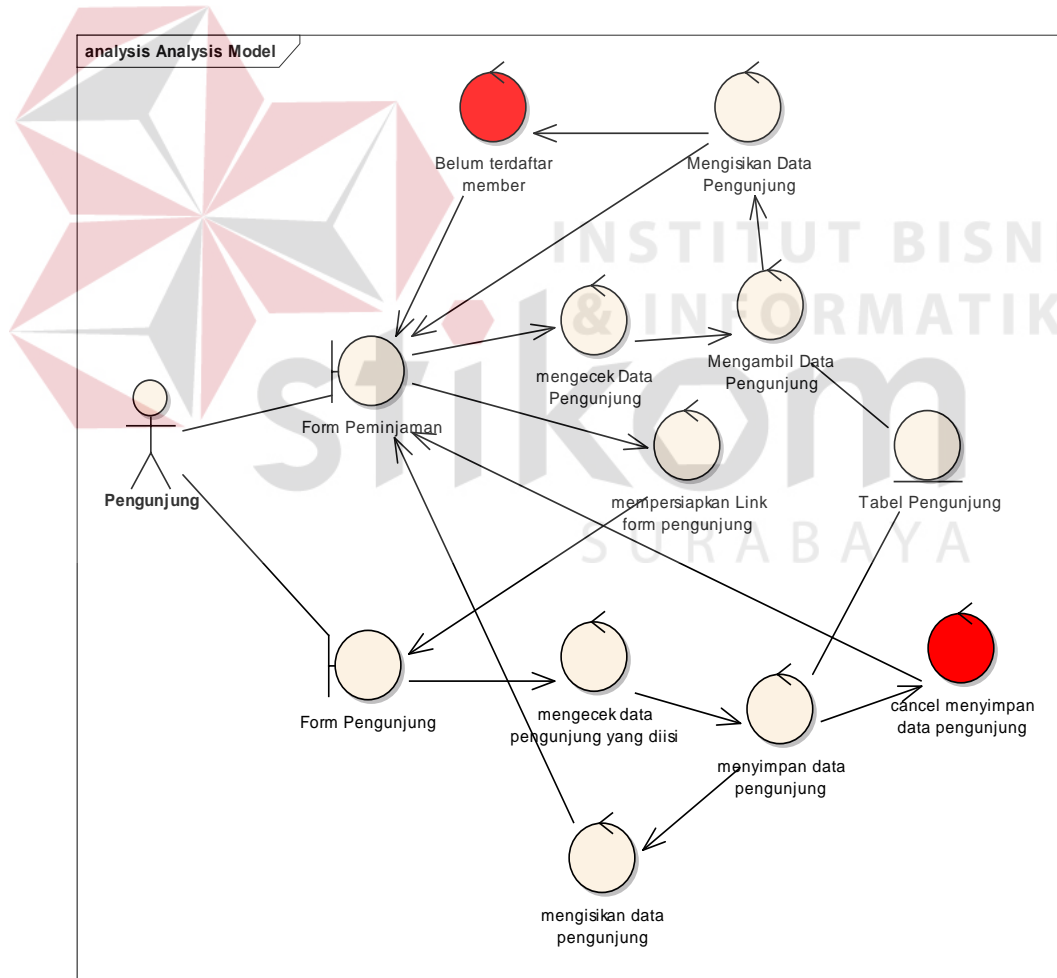 analysis Analysis Model
Belum terdaftar
member
Mengisikan Data
Pengunjung
INSTITUT BISNI
& INFORMATIK
stikom
SURABAYA
mengecek Data
Pengunjung
Mengambil Data
Pengunjung
Form Peminjaman
Pengunjung
mempersiapkan Link
form pengunjung
Tabel Pengunjung
Form Pengunjung
mengecek data
pengunjung yang diisi
menyimpan data
pengunjung
cancel menyimpan
data pengunjung
mengisikan data
pengunjung